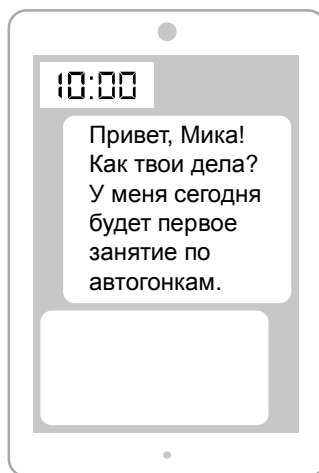 10:00
Привет, Мика!
Как твои дела?
У меня сегодня
будет первое
занятие по
автогонкам.